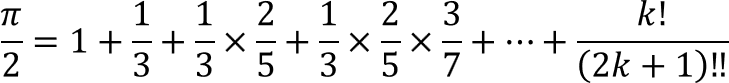 π/2 = 1 + 1/3 + 1/3 × 2/5 + 1/3 × 2/5 × 3/7 + ⋯ + k!/(2k + 1)!!